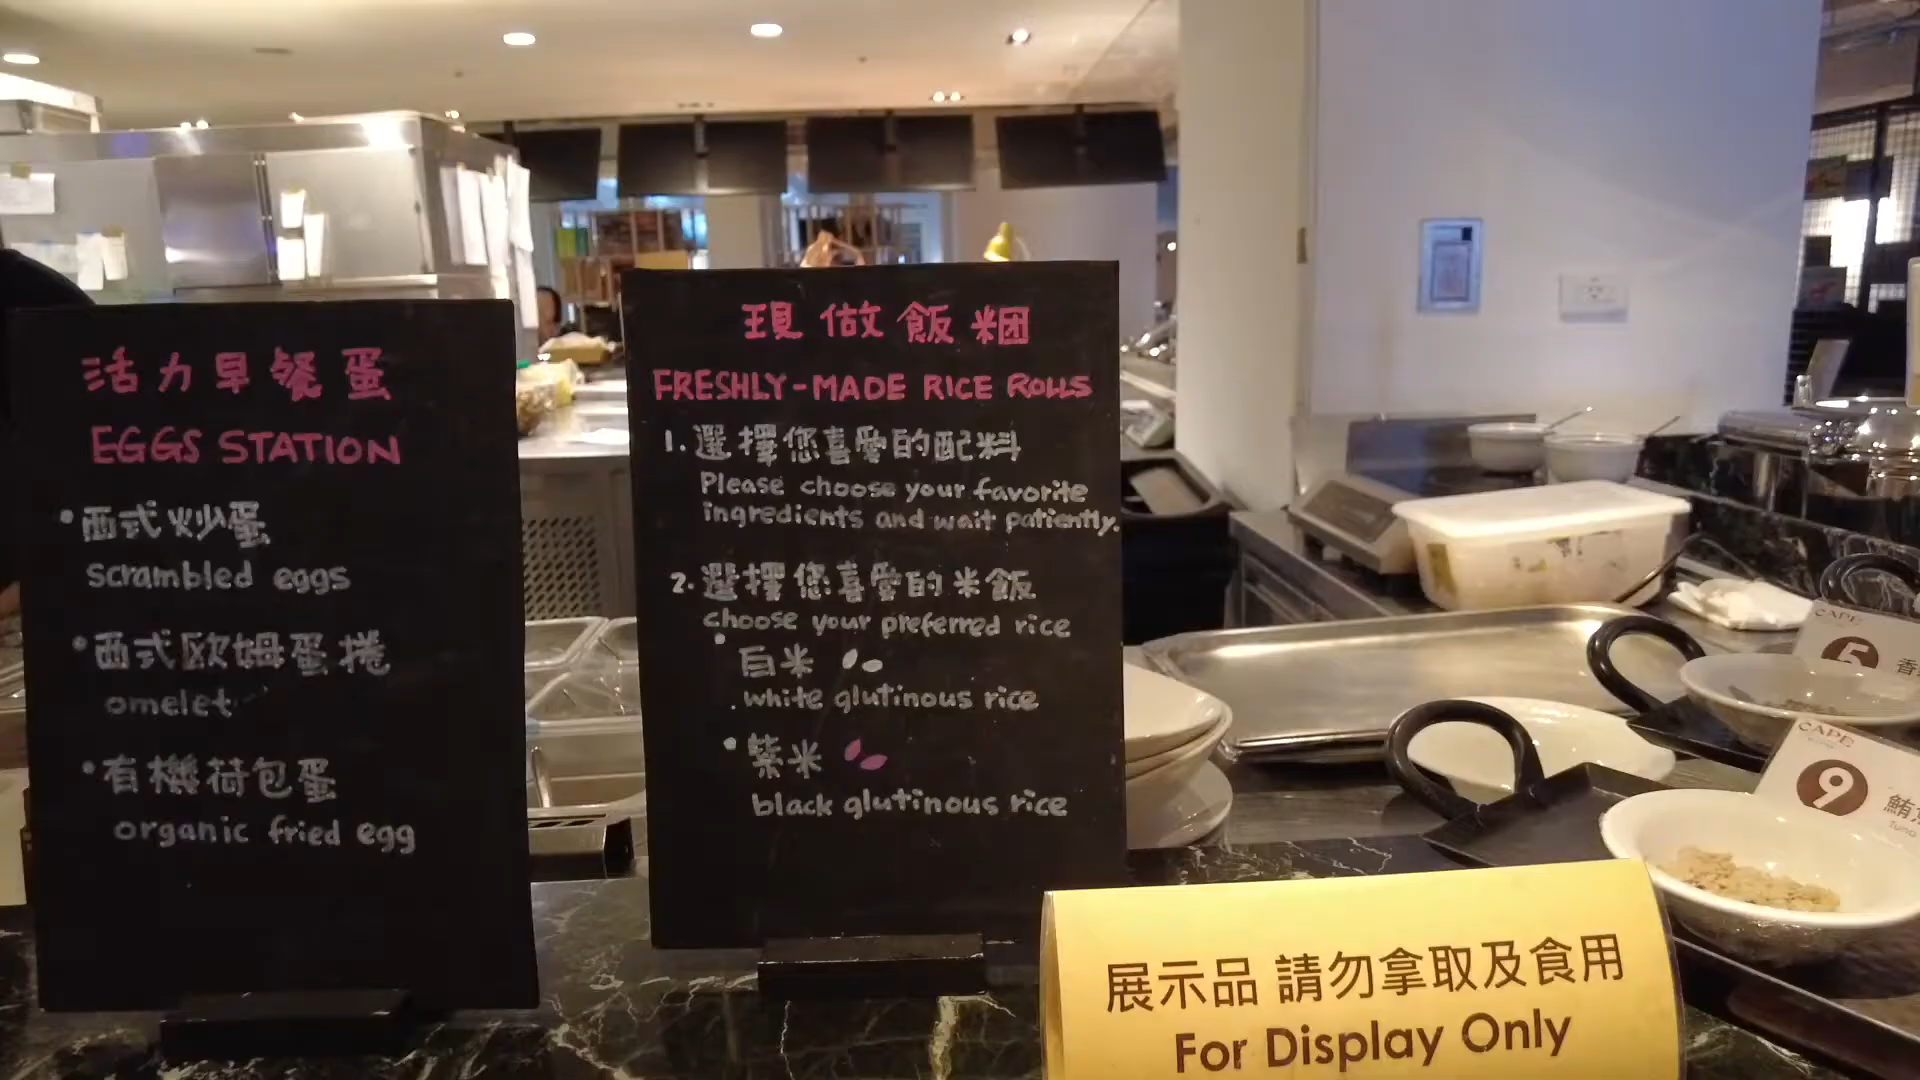 活力早餐蛋
EGGS STATION
•西式炒蛋
scrambled eggs
•西式歐姆蛋捲
omelet
•有機荷包蛋
organic fried egg
現做飯糰
FRESHLY-MADE RICE ROLLS
1.選擇您喜愛的配料
Please choose your favorite
ingredients and wait patiently.
2.選擇您喜愛的米飯
choose your preferred rice
•白米
white glutinous rice
•紫米
black glutinous rice
展示品 請勿拿取及食用
For Display Only
CAPE
5
香
CAPE
9
鮪
Tuna